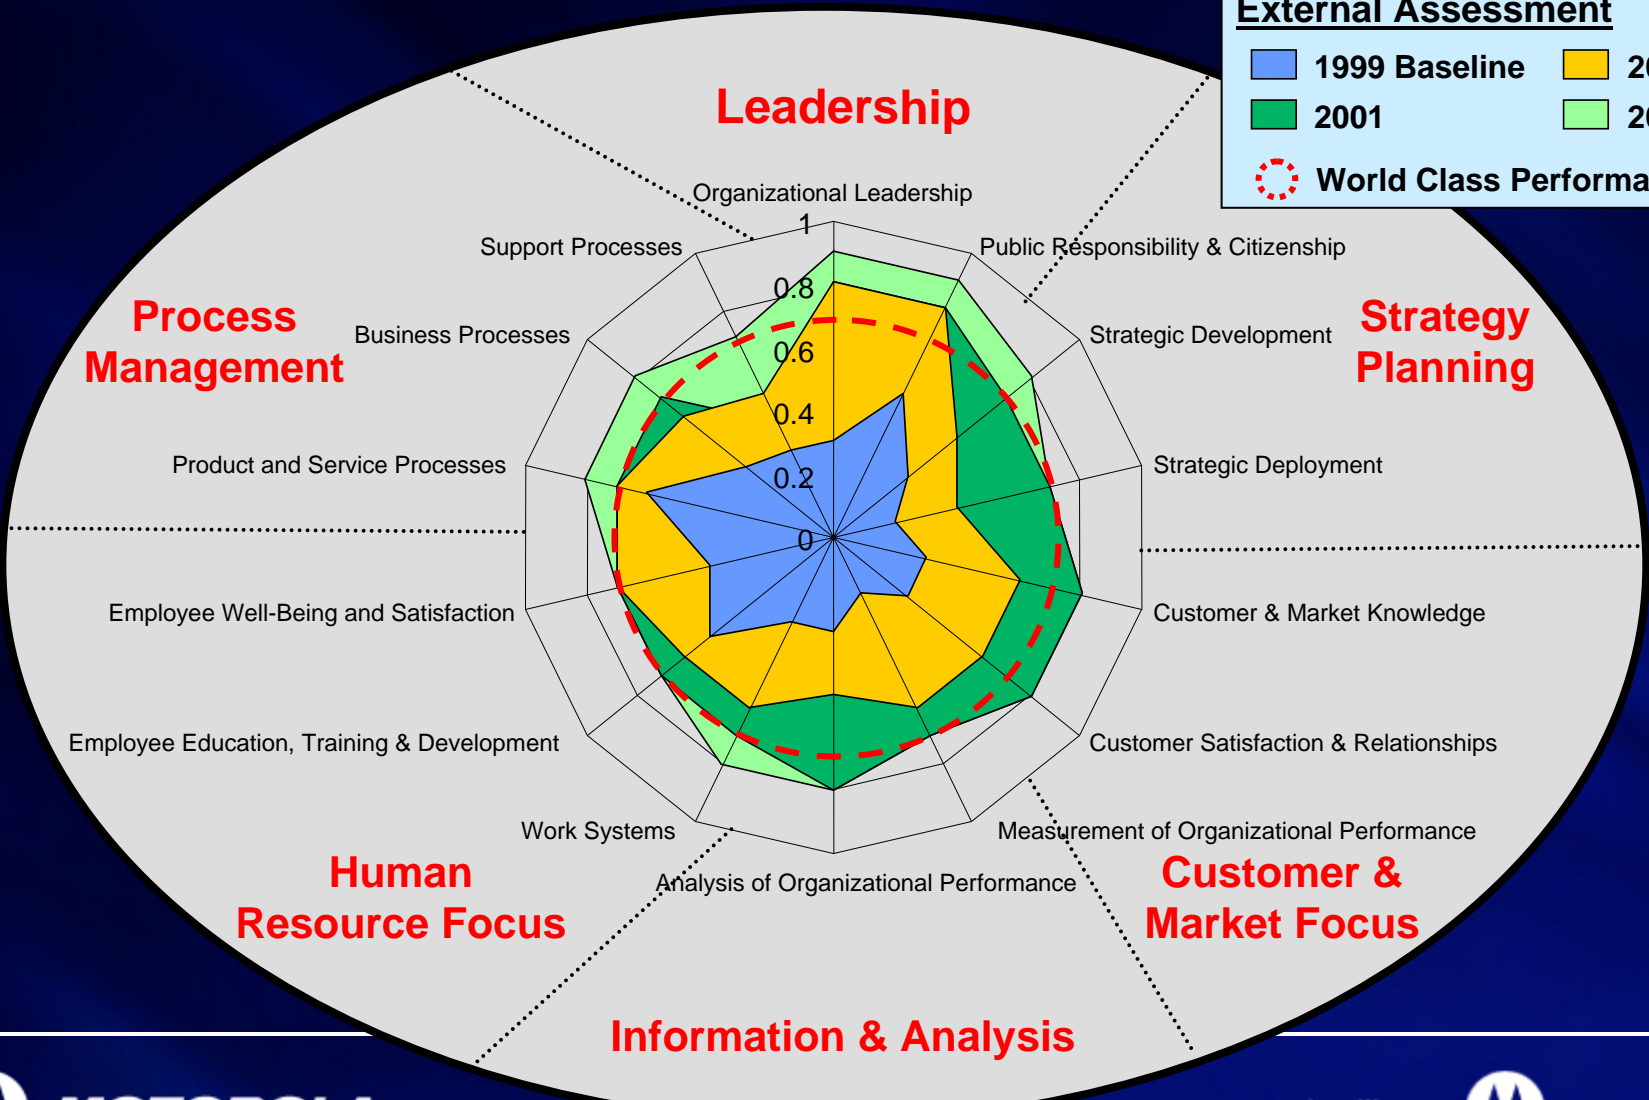 External Assessment
1999 Baseline
2001
World Class
Leadership
Organizational Leadership
1
Support Processes
Public Responsibility & Citizenship
0.8
Process
Management
Business Processes
Strategic Development
Strategy
Planning
0.6
0.4
Product and Service Processes
Strategic Deployment
0.2
0
Employee Well-Being and Satisfaction
Customer & Market Knowledge
Employee Education, Training & Development
Customer Satisfaction & Relationships
Work Systems
Measurement of Organizational Performance
Human
Resource Focus
Analysis of Organizational Performance
Customer &
Market Focus
Information & Analysis
MOTOROLA